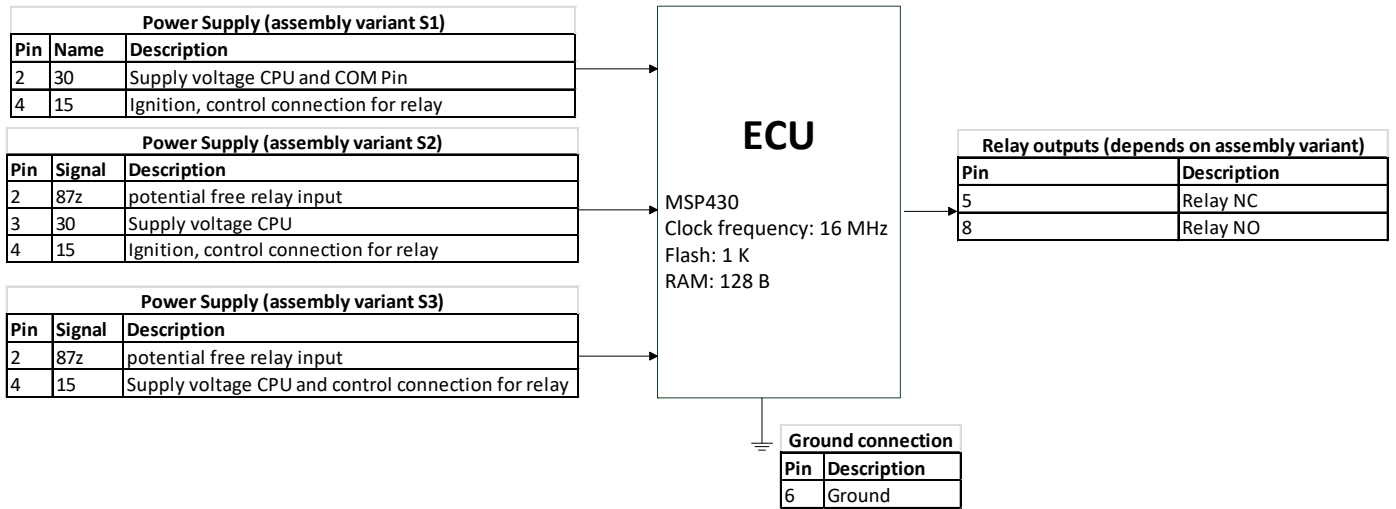 Power Supply (assembly variant S1)
Pin Name Description
2 30 Supply voltage CPU and COM Pin
4 15 Ignition, control connection for relay
Power Supply (assembly variant S2)
Pin Signal Description
2 87z potential free relay input
3 30 Supply voltage CPU
4 15 Ignition, control connection for relay
Power Supply (assembly variant S3)
Pin Signal Description
2 87z potential free relay input
4 15 Supply voltage CPU and control connection for relay
ECU
MSP430
Clock frequency: 16 MHz
Flash: 1 K
RAM: 128 B
Relay outputs (depends on assembly variant)
Pin Description
5 Relay NC
8 Relay NO
Ground connection
Pin Description
6 Ground